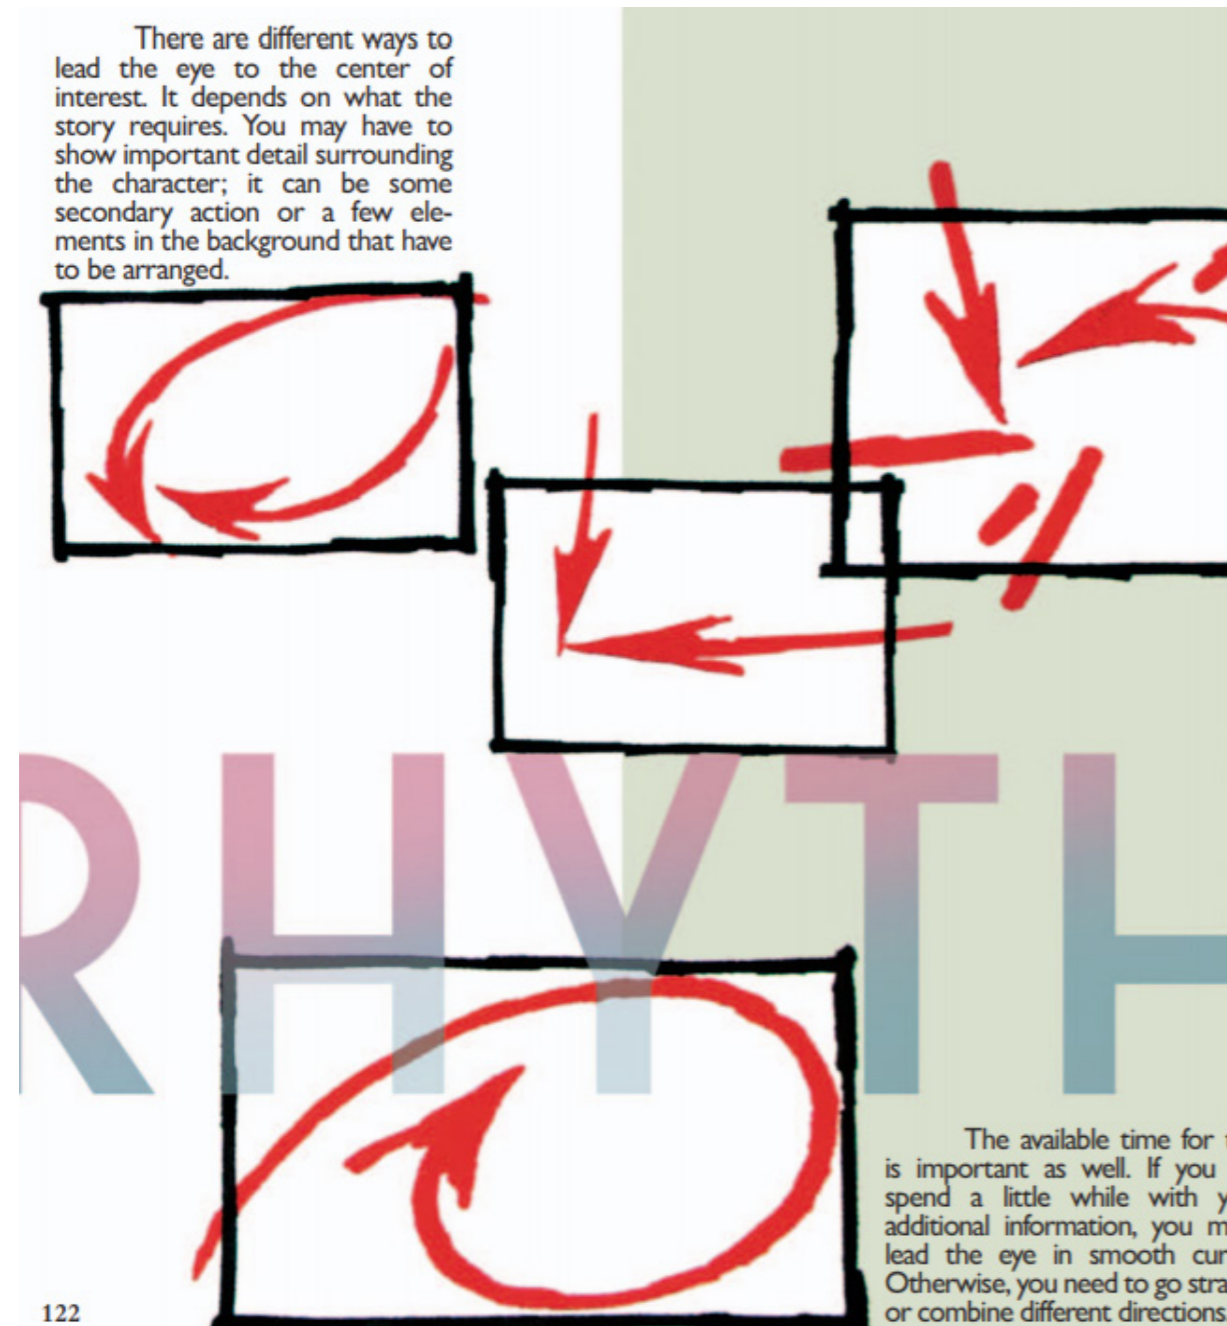 There are different ways to
lead the eye to the center of
interest. It depends on what the
story requires. You may have to
show important detail surrounding
the character; it can be some
secondary action or a few ele-
ments in the background that have
to be arranged.
RHYTH
The available time for
is important as well. If you
spend a little while with
additional information, you
lead the eye in smooth
Otherwise, you need to go
or combine different directions
122